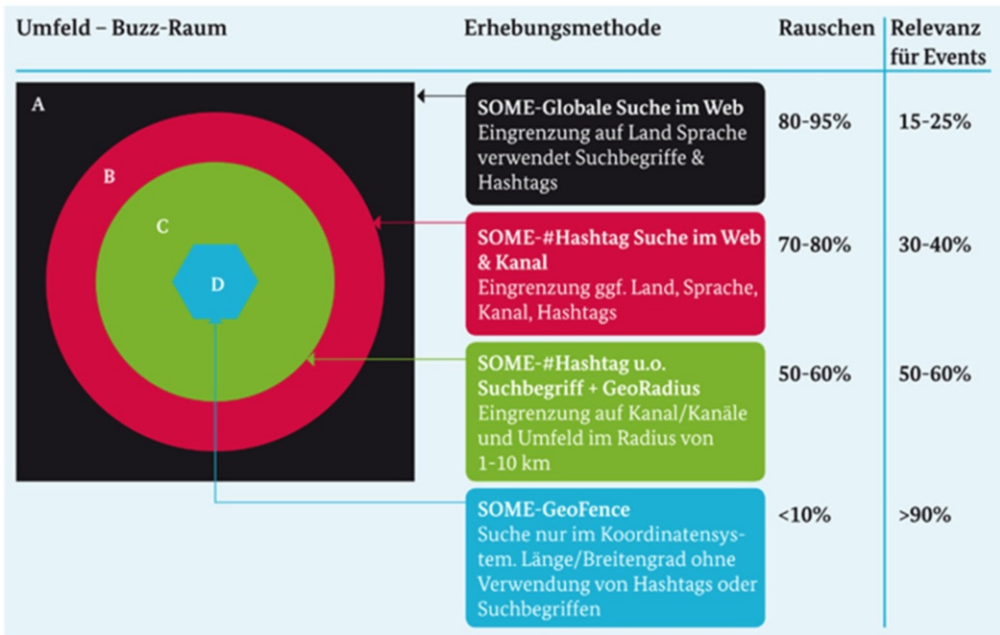 Umfeld – Buzz-Raum
Erhebungsmethode
Rauschen
Relevanz
für Events
A
B
C
D
SOME-Globale Suche im Web
Eingrenzung auf Land Sprache
verwendet Suchbegriffe &
Hashtags
80-95%
15-25%
SOME-#Hashtag Suche im Web
& Kanal
Eingrenzung ggf. Land, Sprache,
Kanal, Hashtags
70-80%
30-40%
SOME-#Hashtag u.o.
Suchbegriff + GeoRadius
Eingrenzung auf Kanal/Kanäle
und Umfeld im Radius von
1-10 km
50-60%
50-60%
SOME-GeoFence
Suche nur im Koordinatensys-
tem. Länge/Breitengrad ohne
Verwendung von Hashtags oder
Suchbegriffen
<10%
>90%